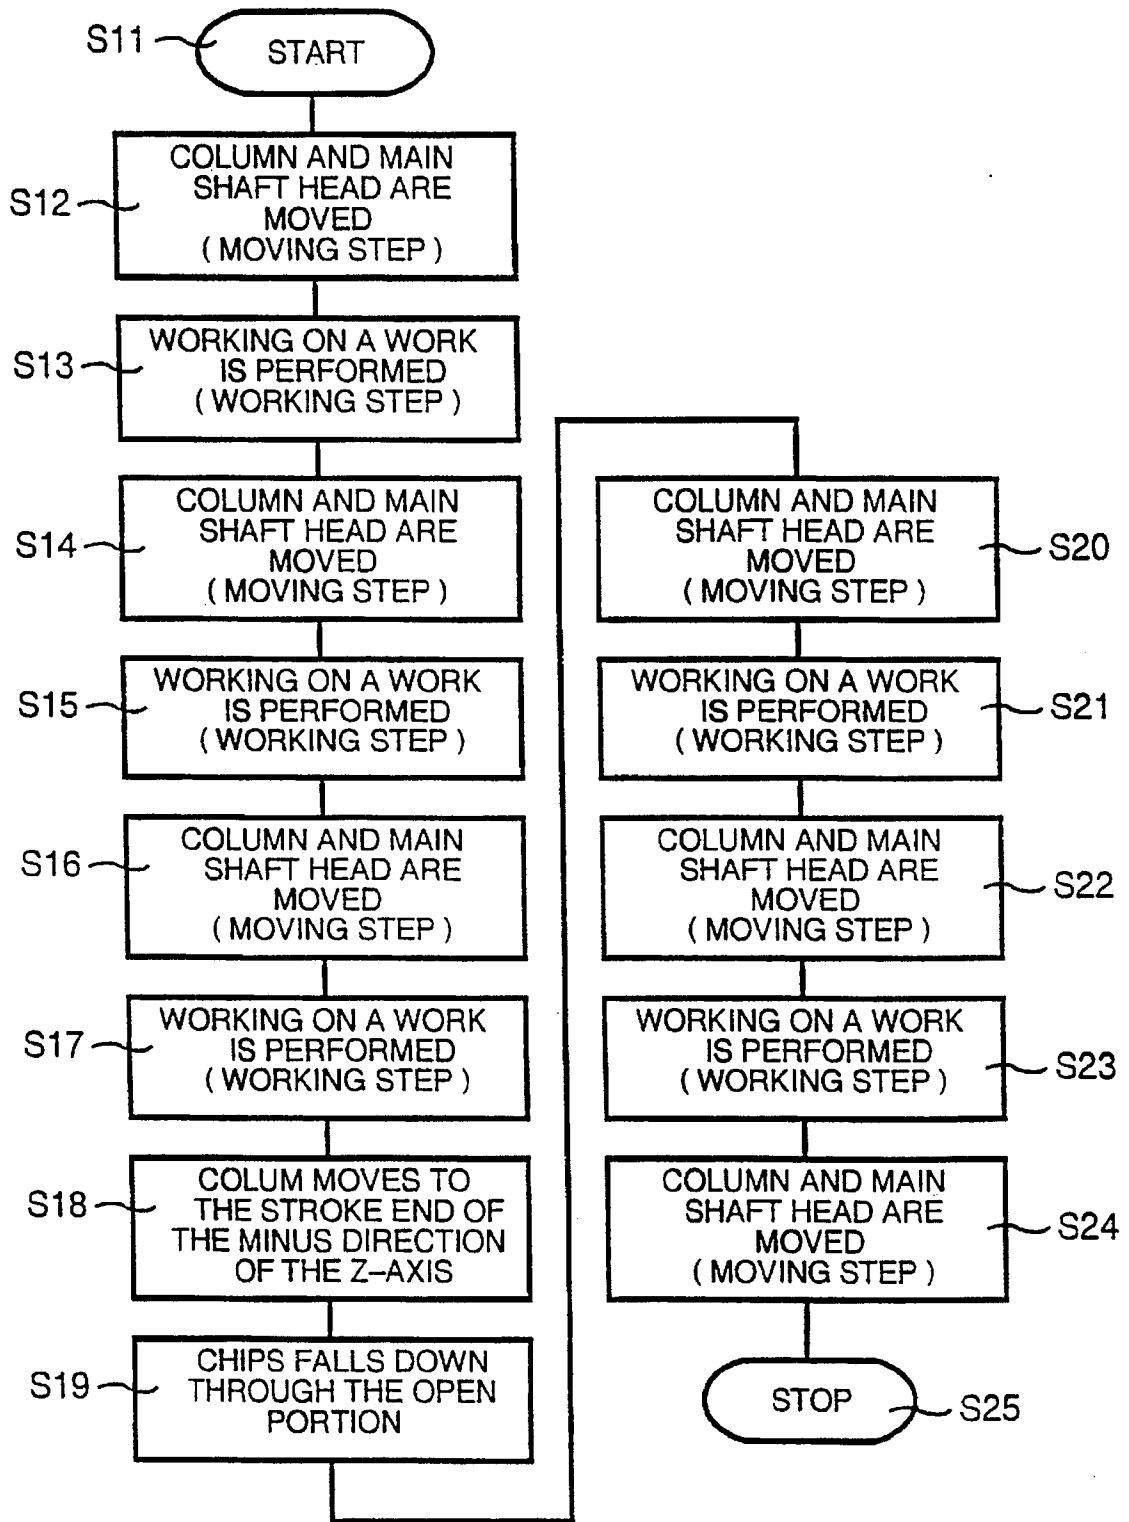 S11
START
S12
COLUMN AND MAIN
SHAFT HEAD ARE
MOVED
( MOVING STEP )
S13
WORKING ON A WORK
IS PERFORMED
( WORKING STEP )
S14
COLUMN AND MAIN
SHAFT HEAD ARE
MOVED
( MOVING STEP )
S15
WORKING ON A WORK
IS PERFORMED
( WORKING STEP )
S16
COLUMN AND MAIN
SHAFT HEAD ARE
MOVED
( MOVING STEP )
S17
WORKING ON A WORK
IS PERFORMED
( WORKING STEP )
S18
COLUM MOVES TO
THE STROKE END OF
THE MINUS DIRECTION
OF THE Z–AXIS
S19
CHIPS FALLS DOWN
THROUGH THE OPEN
PORTION
COLUMN AND MAIN
SHAFT HEAD ARE
MOVED
( MOVING STEP )
S20
WORKING ON A WORK
IS PERFORMED
( WORKING STEP )
S21
COLUMN AND MAIN
SHAFT HEAD ARE
MOVED
( MOVING STEP )
S22
WORKING ON A WORK
IS PERFORMED
( WORKING STEP )
S23
COLUMN AND MAIN
SHAFT HEAD ARE
MOVED
( MOVING STEP )
S24
STOP
S25